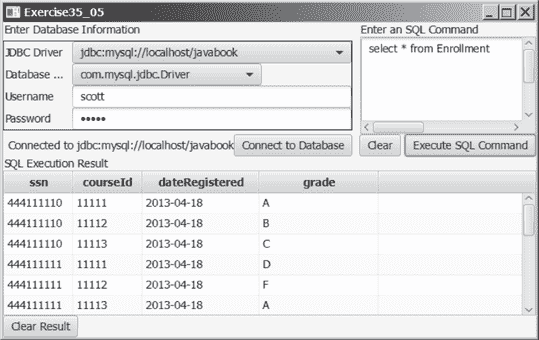 Exercise35_05
Enter Database Information
JDBC Driver jdbc:mysql://localhost/javabook
Database ... com.mysql.jdbc.Driver
Username scott
Password •••••
Enter an SQL Command
select * from Enrollment
Connected to jdbc:mysql://localhost/javabook Connect to Database Clear Execute SQL Command
SQL Execution Result
ssn courseId dateRegistered grade
444111110 11111 2013-04-18 A
444111110 11112 2013-04-18 B
444111110 11113 2013-04-18 C
444111111 11111 2013-04-18 D
444111111 11112 2013-04-18 F
444111111 11113 2013-04-18 A
Clear Result